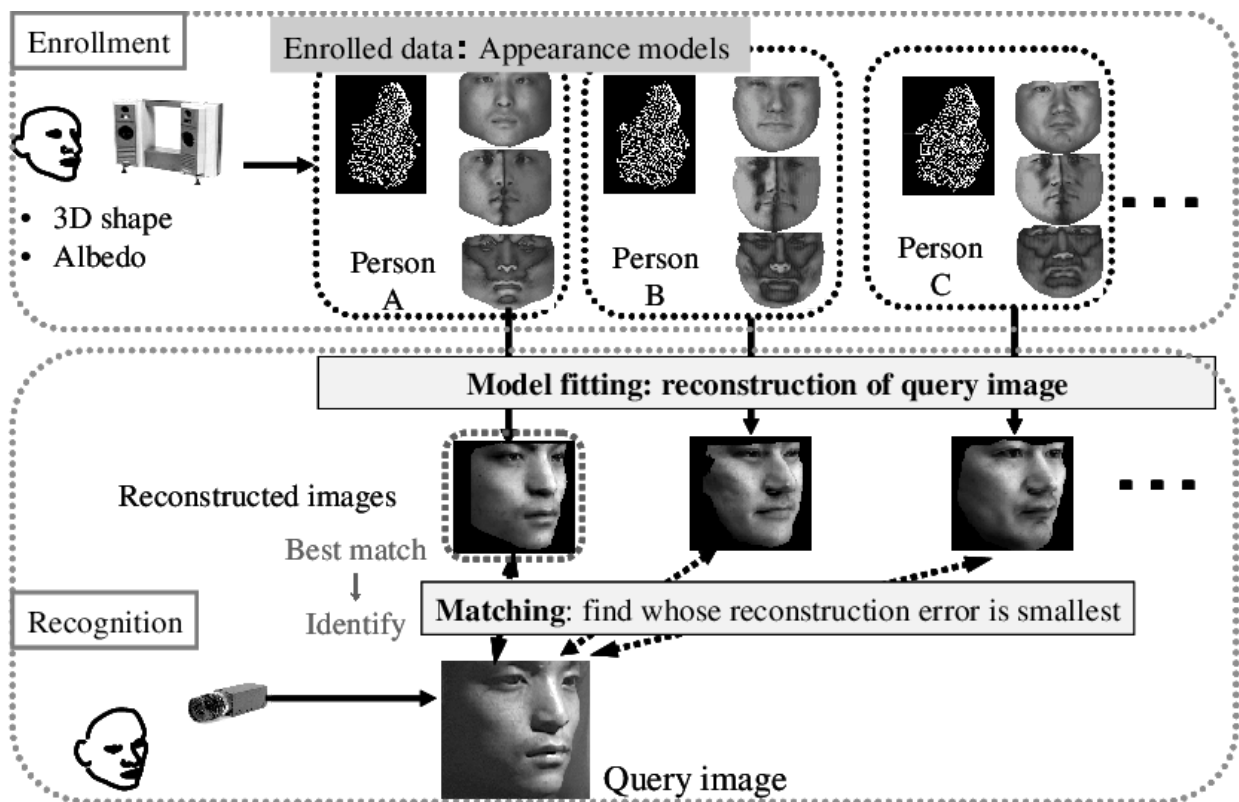 Enrollment
Enrolled data: Appearance models
• 3D shape
• Albedo
Person
A
Person
B
Person
C
Model fitting: reconstruction of query image
Reconstructed images
Best match
Identify
Matching: find whose reconstruction error is smallest
Recognition
Query image